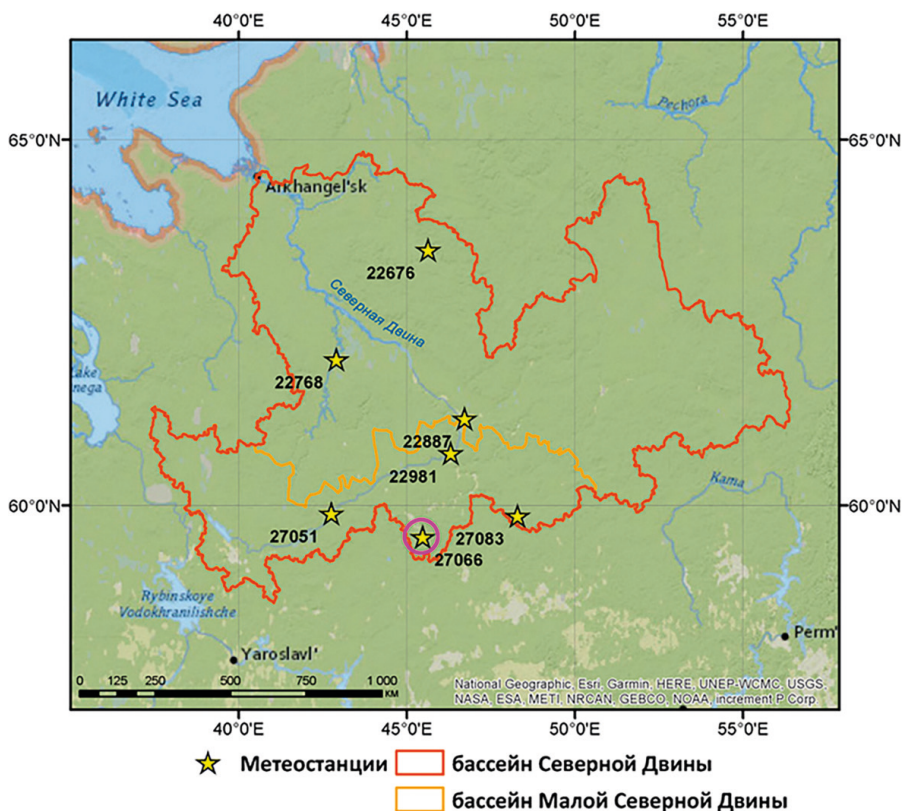 40°0'E 45°0'E 50°0'E 55°0'E
White Sea
Pechora
65°0'N 65°0'N
Arkhangel'sk
22676
Северная Двина
22768
Lake
nega
22887
22981
Kama
60°0'N 60°0'N
27051
27083
27066
Rybinskoye
Vodokhranilishche
Perm'
Yaroslavl'
0 125 250 500 750 1 000
КМ
National Geographic, Esri, Garmin, HERE, UNEP-WCMC, USGS,
NASA, ESA, METI, NRCAN, GEBCO, NOAA, increment P Corp.
40°0'E 45°0'E 50°0'E 55°0'E
Метеостанции бассейн Северной Двины
бассейн Малой Северной Двины